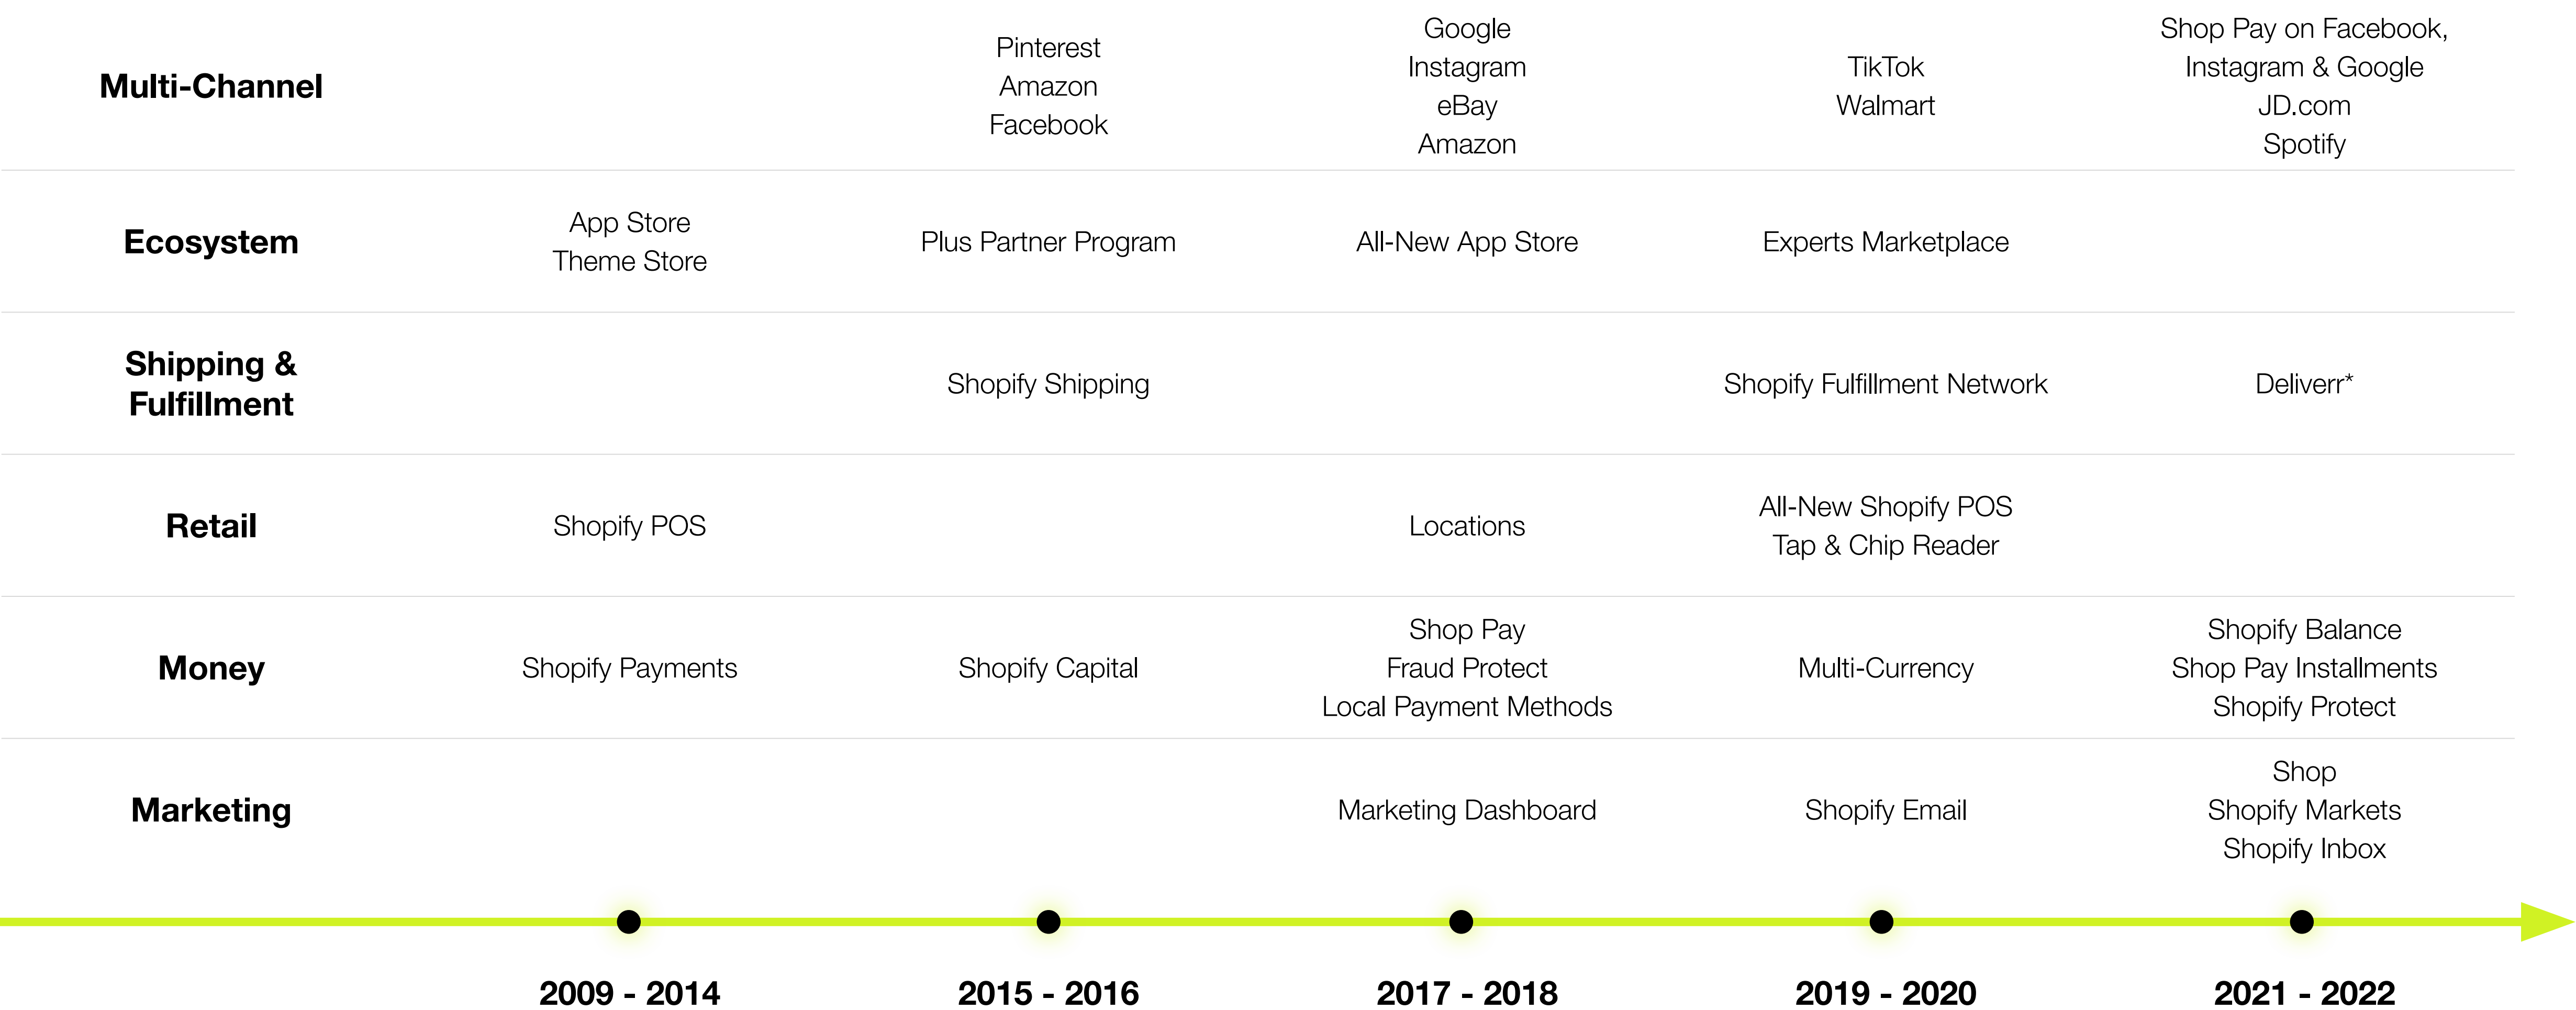 Multi-Channel
Pinterest
Amazon
Facebook
Google
Instagram
eBay
Amazon
TikTok
Walmart
Shop Pay on Facebook,
Instagram & Google
JD.com
Spotify
Ecosystem
App Store
Theme Store
Plus Partner Program
All-New App Store
Experts Marketplace
Shipping &
Fulfillment
Shopify Shipping
Shopify Fulfillment Network
Deliverr*
Retail
Shopify POS
Locations
All-New Shopify POS
Tap & Chip Reader
Money
Shopify Payments
Shopify Capital
Shop Pay
Fraud Protect
Local Payment Methods
Multi-Currency
Shopify Balance
Shop Pay Installments
Shopify Protect
Marketing
Marketing Dashboard
Shopify Email
Shop
Shopify Markets
Shopify Inbox
2009 - 2014
2015 - 2016
2017 - 2018
2019 - 2020
2021 - 2022